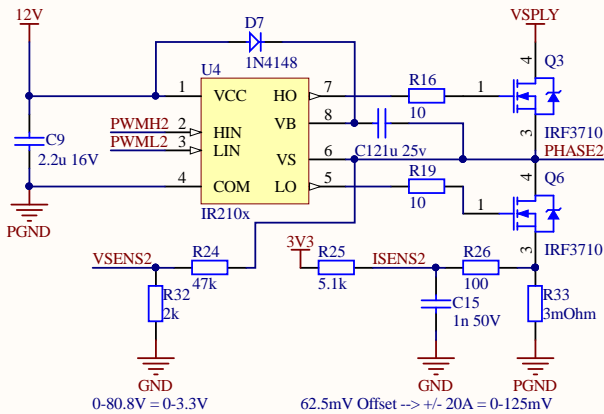 12V
D7
1N4148
VSPLY
4
Q3
U4
1 VCC HO 7
R16
10
1
3
IRF3710
VB 8
C9
2.2u 16V
PWMH2 2 HIN
PWML2 3 LIN
C121u 25v
VS 6
PHASE2
4 COM LO 5
R19
10
4
Q6
1
3
IRF3710
IR210x
PGND
VSENS2
R24
47k
3V3
R25
5.1k
ISENS2
R26
100
R32
2k
C15
1n 50V
R33
3mOhm
GND
GND
PGND
0-80.8V = 0-3.3V
62.5mV Offset --> +/- 20A = 0-125mV